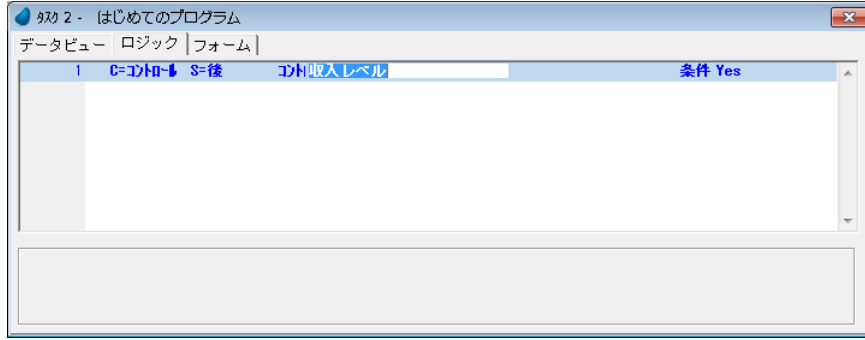 ﾀｽｸ 2 - はじめてのプログラム
データビュー ロジック フォーム
1 C=ｺﾝﾄﾛｰﾙ S=後 ｺﾝﾄ収入レベル 条件 Yes